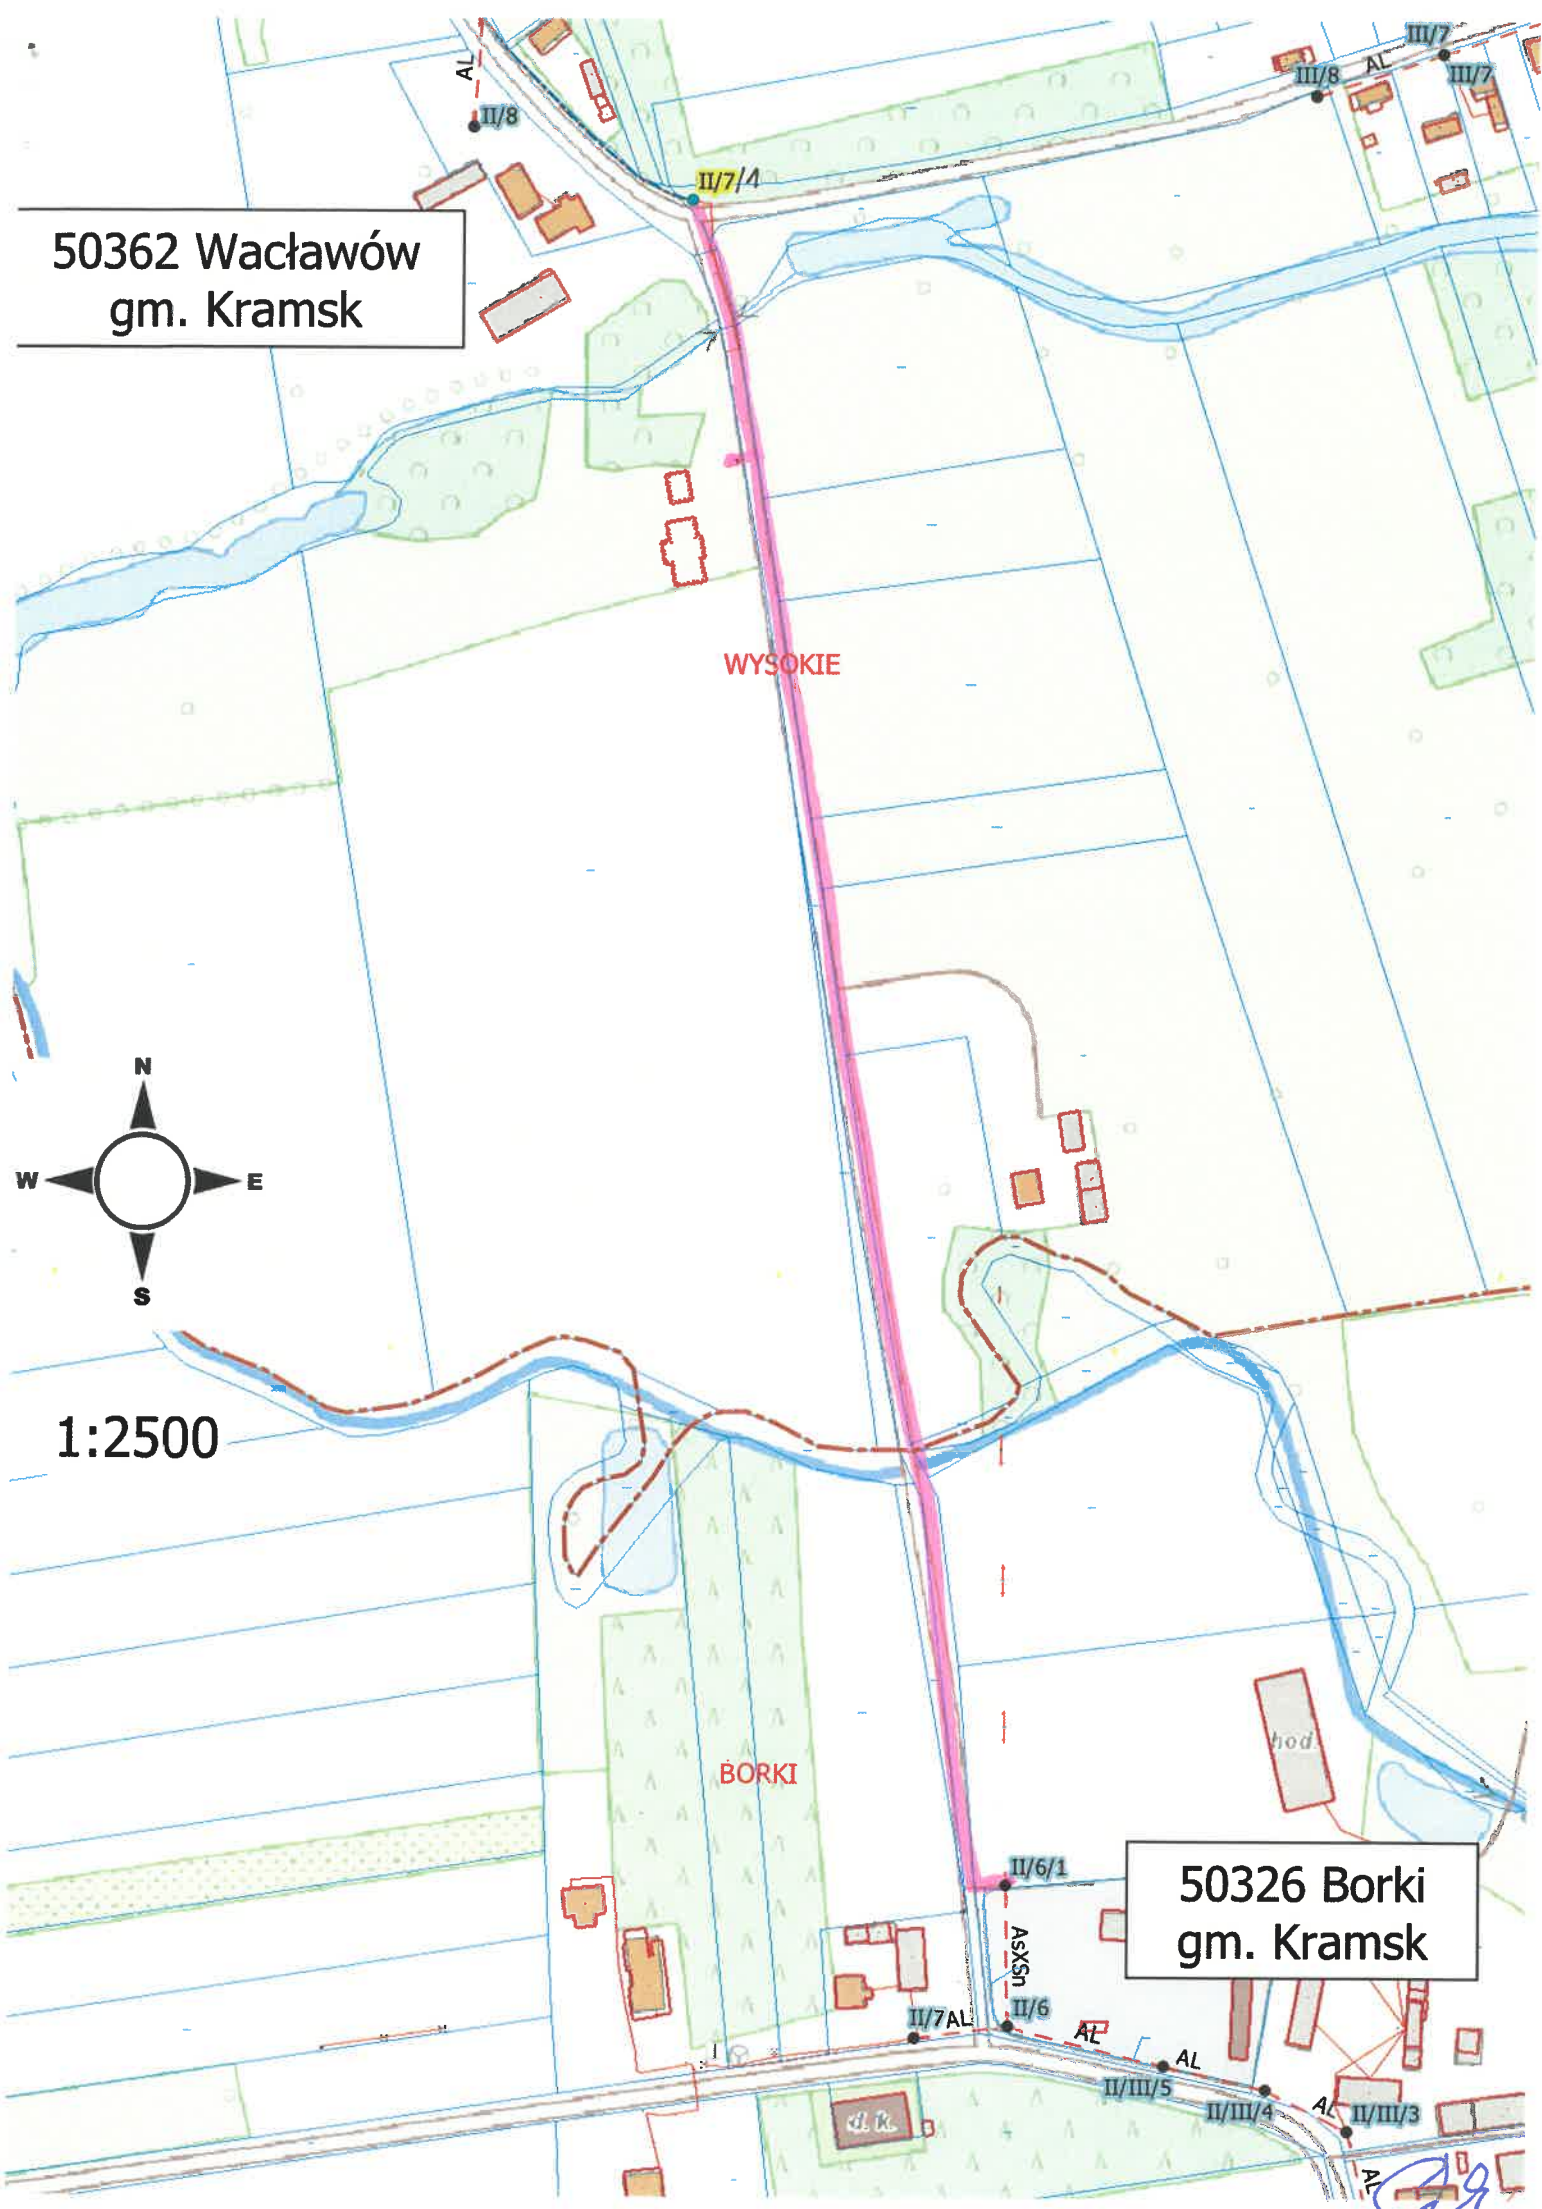 III/7
AL
AL
III/8
III/7
II/8
II/7/4
50362 Wacławów
gm. Kramsk
WYSOKIE
N
W
E
S
1:2500
hod.
BORKI
II/6/1
50326 Borki
gm. Kramsk
AsXSn
II/6
II/7
AL
AL
AL
II/III/5
II/III/4
AL
II/III/3
d. k.
AL